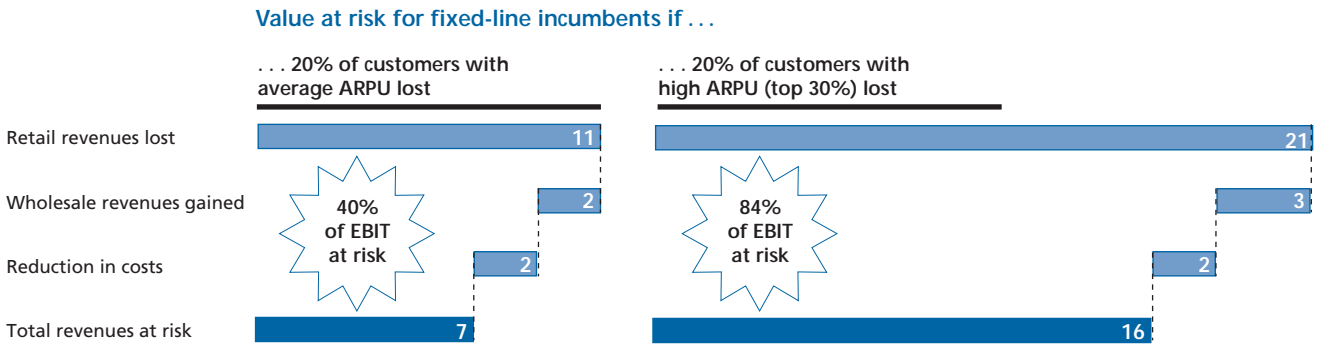 Value at risk for fixed-line incumbents if . . .
. . . 20% of customers with
average ARPU lost
. . . 20% of customers with
high ARPU (top 30%) lost
Retail revenues lost
11
21
Wholesale revenues gained
2
3
40%
of EBIT
at risk
84%
of EBIT
at risk
Reduction in costs
2
2
Total revenues at risk
7
16